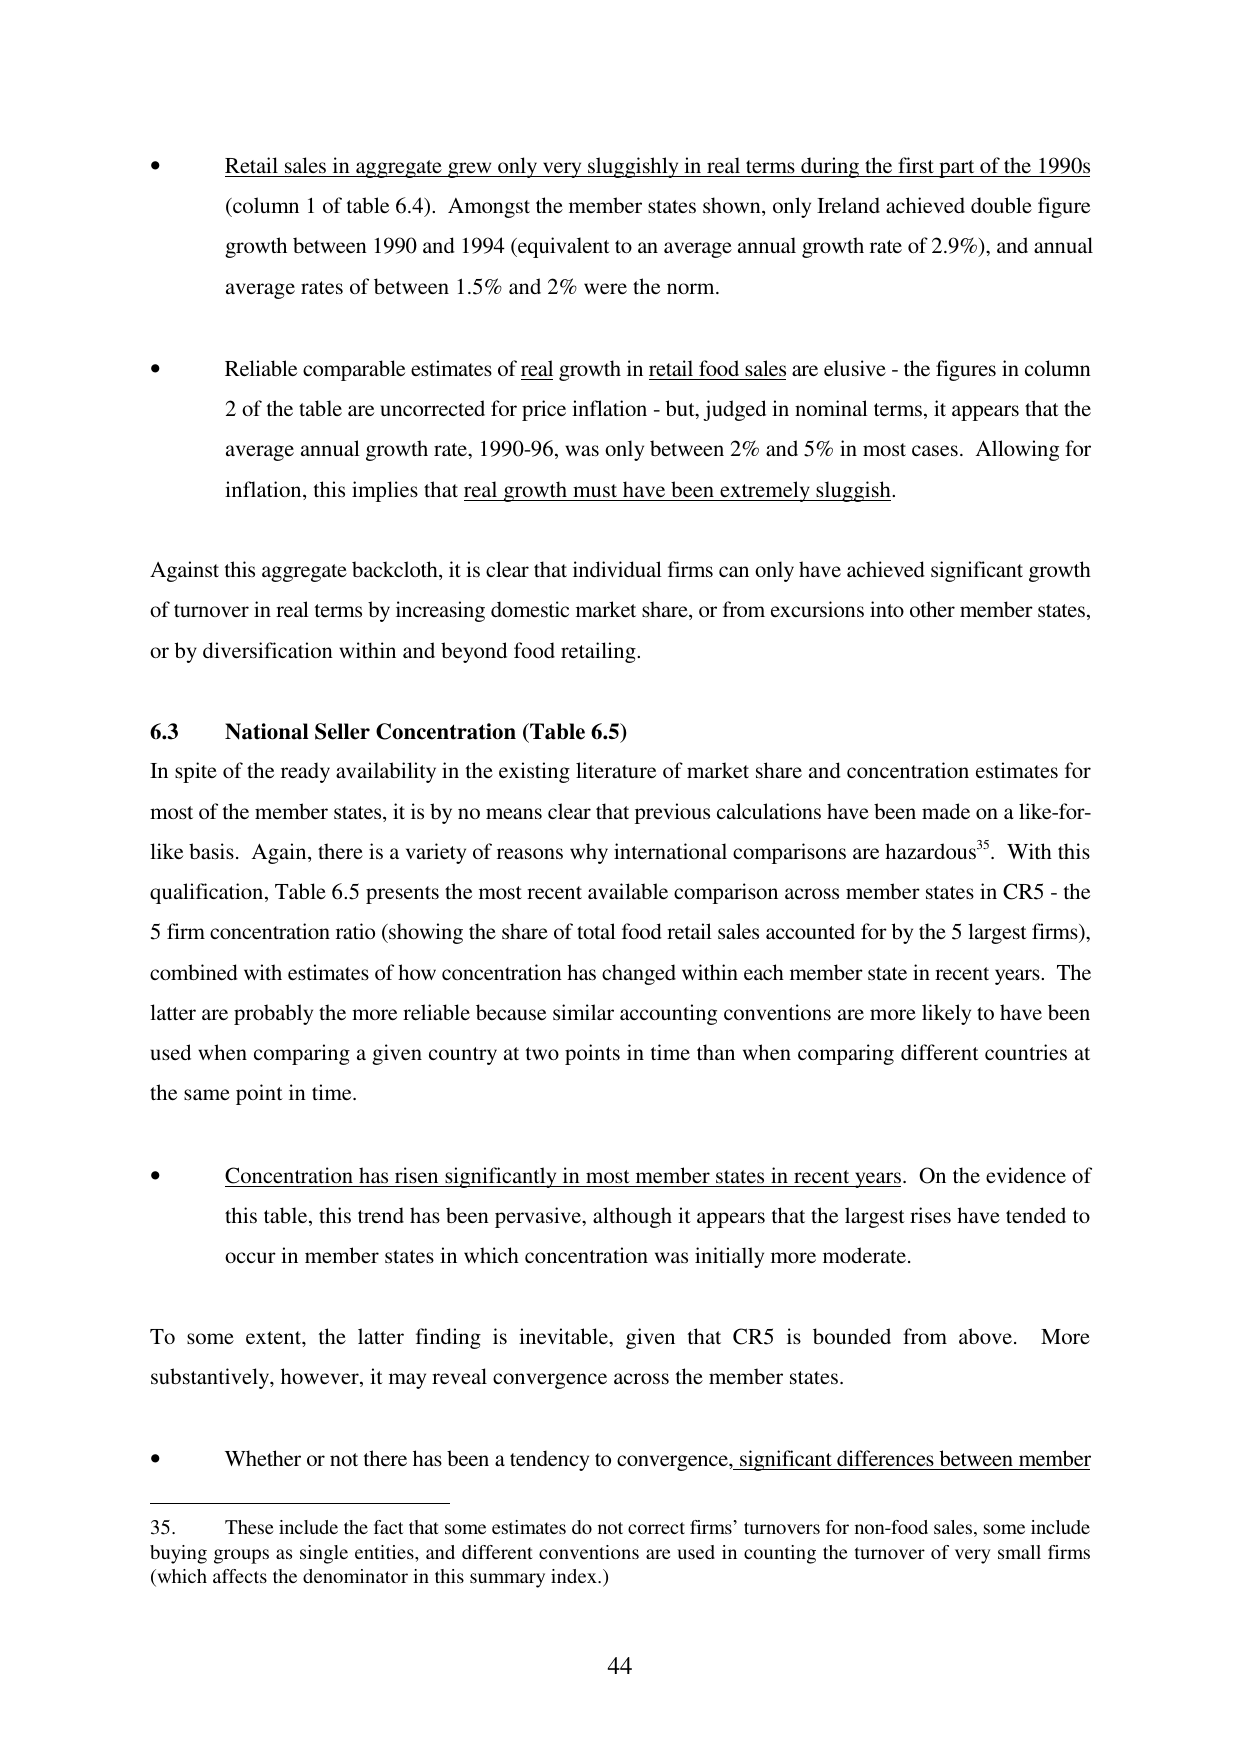 • Retail sales in aggregate grew only very sluggishly in real terms during the first part of the 1990s
(column 1 of table 6.4). Amongst the member states shown, only Ireland achieved double figure
growth between 1990 and 1994 (equivalent to an average annual growth rate of 2.9%), and annual
average rates of between 1.5% and 2% were the norm.
• Reliable comparable estimates of real growth in retail food sales are elusive - the figures in column
2 of the table are uncorrected for price inflation - but, judged in nominal terms, it appears that the
average annual growth rate, 1990-96, was only between 2% and 5% in most cases. Allowing for
inflation, this implies that real growth must have been extremely sluggish.
Against this aggregate backcloth, it is clear that individual firms can only have achieved significant growth
of turnover in real terms by increasing domestic market share, or from excursions into other member states,
or by diversification within and beyond food retailing.
6.3 National Seller Concentration (Table 6.5)
In spite of the ready availability in the existing literature of market share and concentration estimates for
most of the member states, it is by no means clear that previous calculations have been made on a like-for-
like basis. Again, there is a variety of reasons why international comparisons are hazardous35. With this
qualification, Table 6.5 presents the most recent available comparison across member states in CR5 - the
5 firm concentration ratio (showing the share of total food retail sales accounted for by the 5 largest firms),
combined with estimates of how concentration has changed within each member state in recent years. The
latter are probably the more reliable because similar accounting conventions are more likely to have been
used when comparing a given country at two points in time than when comparing different countries at
the same point in time.
• Concentration has risen significantly in most member states in recent years. On the evidence of
this table, this trend has been pervasive, although it appears that the largest rises have tended to
occur in member states in which concentration was initially more moderate.
To some extent, the latter finding is inevitable, given that CR5 is bounded from above. More
substantively, however, it may reveal convergence across the member states.
• Whether or not there has been a tendency to convergence, significant differences between member
35. These include the fact that some estimates do not correct firms’ turnovers for non-food sales, some include
buying groups as single entities, and different conventions are used in counting the turnover of very small firms
(which affects the denominator in this summary index.)
44